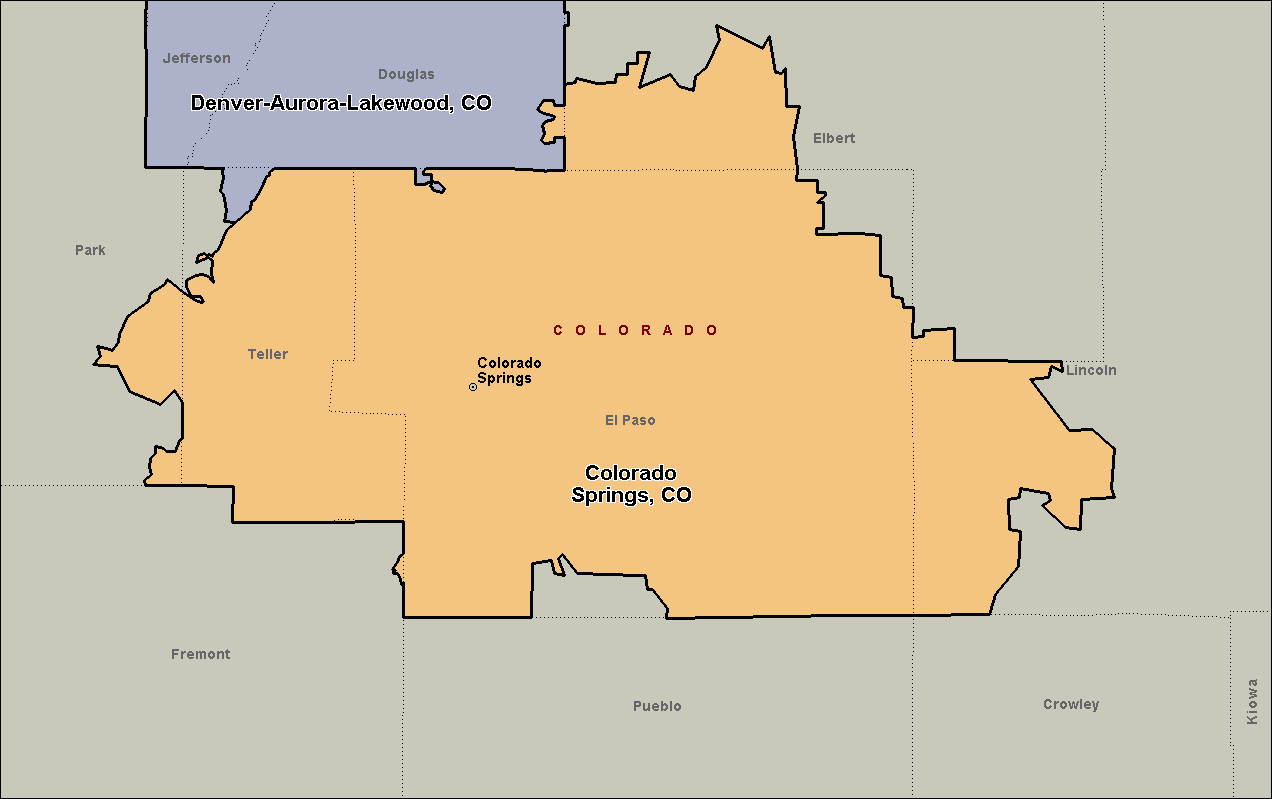 Jefferson
Douglas
Denver-Aurora-Lakewood, CO
Elbert
Park
COLORADO
Teller
Colorado
Springs
Lincoln
El Paso
Colorado
Springs, CO
Fremont
Pueblo
Crowley
Kiowa